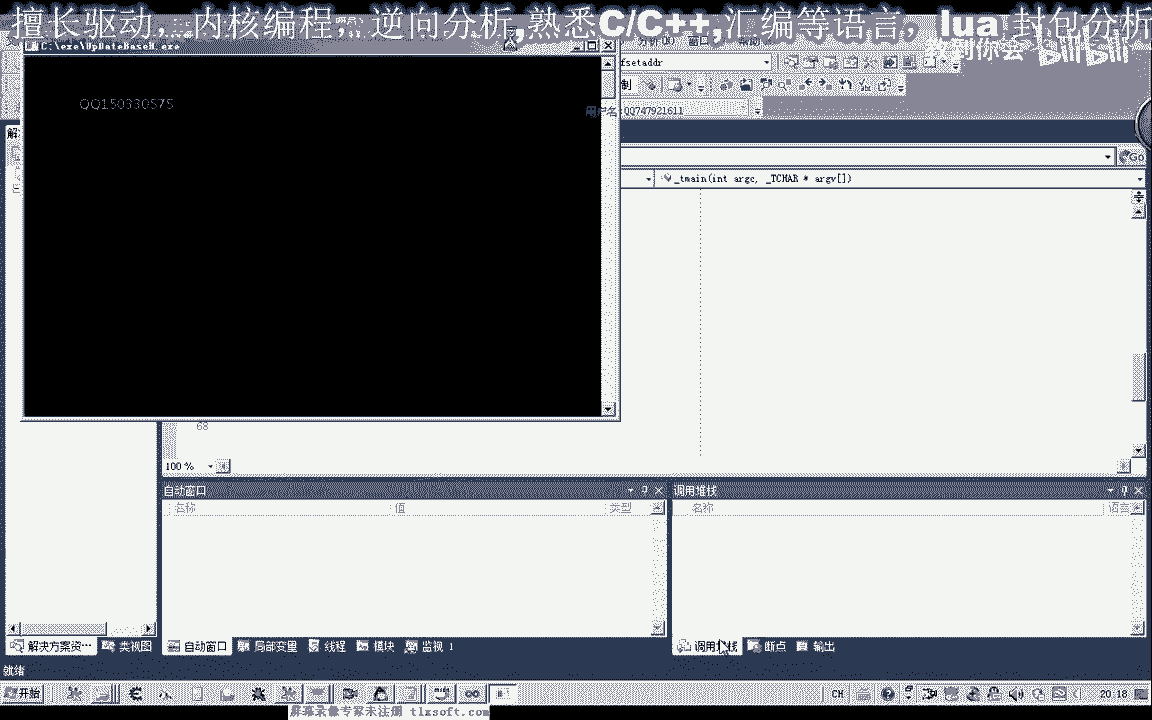 擅长驱动，内核编程，逆向分析,熟悉C/C++,汇编等语言，lua 封包分析
教到你会
BiliBili
C:\exe\UpDateBaseM.exe
QQ150330575
fsetaddr
用户名:00747921611
Go
_tmain(int argc, _TCHAR * argv[])
68
100 %
自动窗口
调用堆栈
名称 值 类型
名称 语言
解决方案资… 类视图
自动窗口 局部变量 线程 模块 监视 1
调用堆栈 断点 输出
就绪
开始
CH
20:18
屏幕录像专家未注册 tlxsoft.com